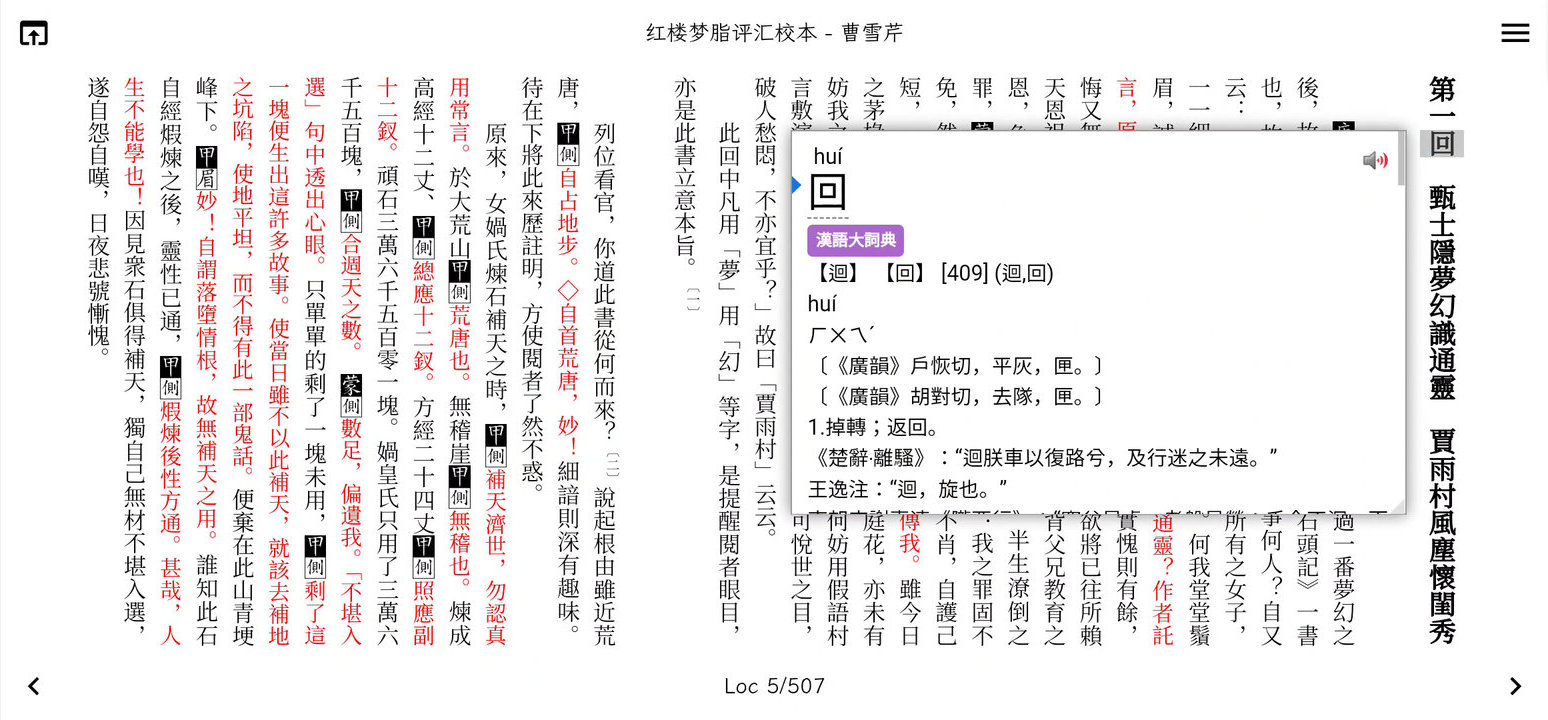 红楼梦脂评汇校本 - 曹雪芹
第一回 甄士隱夢幻識通靈 賈雨村風塵懷閨秀
過一番夢幻之
後， 石頭記》一書
也， 何人？自又
云： 所有之女子，
一一細 何我堂堂鬚
眉， 通靈？作者託
言， 實愧則有餘，
悔又無 欲將已往所賴
天恩祖 背父兄教育之
恩， 半生潦倒之
罪， ：我之罪固不
免， 不肖，自護己
短， 傳我。雖今日
之茅 庭花，亦未有
妨我之 何妨用假語村
言敷演 可悅世之目，
破人愁悶，不亦宜乎？」故曰「賈雨村」云云。
此回中凡用「夢」用「幻」等字，是提醒閱者眼目，
亦是此書立意本旨。〔一〕
列位看官，你道此書從何而來？〔二〕說起根由雖近荒
唐，甲側自占地步。◇自首荒唐，妙！細諳則深有趣味。
待在下將此來歷註明，方使閱者了然不惑。
原來，女媧氏煉石補天之時，甲側補天濟世，勿認真
用常言。於大荒山甲側荒唐也。無稽崖甲側無稽也。煉成
高經十二丈、甲側總應十二釵。方經二十四丈甲側照應副
十二釵。頑石三萬六千五百零一塊。媧皇氏只用了三萬六
千五百塊，甲側合週天之數。蒙側數足，偏遺我。「不堪入
選」句中透出心眼。只單單的剩了一塊未用，甲側剩了這
一塊便生出這許多故事。使當日雖不以此補天，就該去補地
之坑陷，使地平坦，而不得有此一部鬼話。便棄在此山青埂
峰下。甲眉妙！自謂落墮情根，故無補天之用。誰知此石
自經煆煉之後，靈性已通，甲側煆煉後性方通。甚哉，人
生不能學也！因見衆石俱得補天，獨自己無材不堪入選，
遂自怨自嘆，日夜悲號慚愧。
huí
回
漢語大詞典
【迴】 【回】 [409] (迴,回)
huí
ㄏㄨㄟˊ
〔《廣韻》戶恢切，平灰，匣。〕
〔《廣韻》胡對切，去隊，匣。〕
1.掉轉；返回。
《楚辭·離騷》：“迴朕車以復路兮，及行迷之未遠。”
王逸注：“迴，旋也。”
Loc 5/507